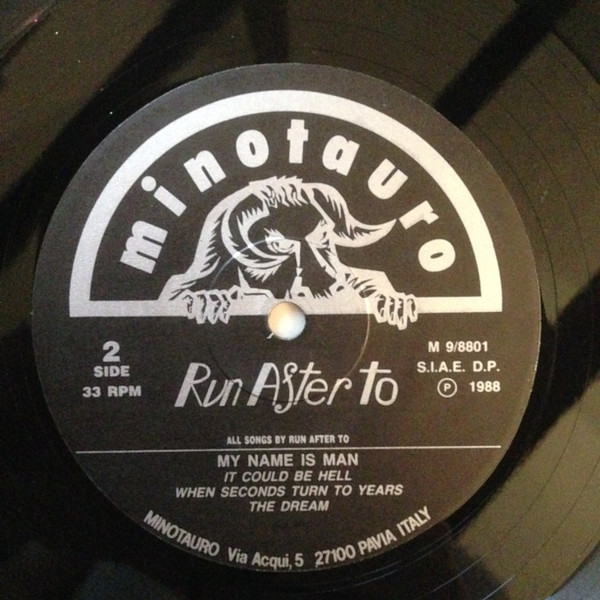 minotauro
2
SIDE
33 RPM
Run After To
M 9/8801
S.I.A.E. D.P.
Ⓟ 1988
ALL SONGS BY RUN AFTER TO
MY NAME IS MAN
IT COULD BE HELL
WHEN SECONDS TURN TO YEARS
THE DREAM
MINOTAURO Via Acqui, 5 27100 PAVIA ITALY